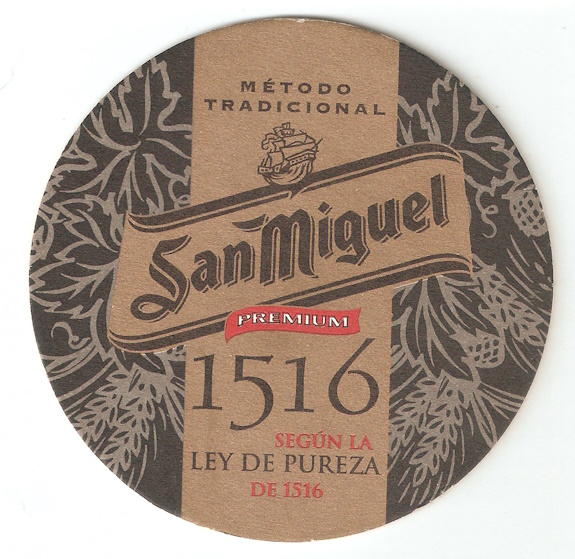 MÉTODO
TRADICIONAL
San Miguel
PREMIUM
1516
SEGÚN LA
LEY DE PUREZA
DE 1516